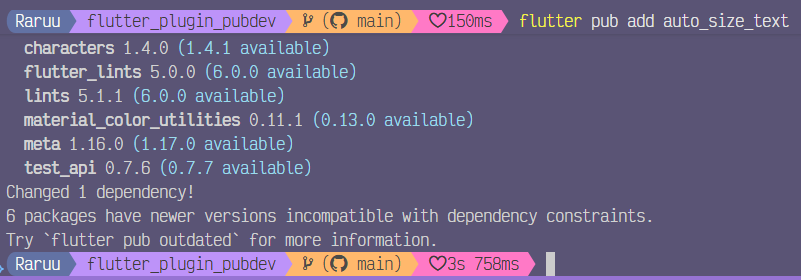 Raruu flutter_plugin_pubdev ( main) ♡150ms flutter pub add auto_size_text
characters 1.4.0 (1.4.1 available)
flutter_lints 5.0.0 (6.0.0 available)
lints 5.1.1 (6.0.0 available)
material_color_utilities 0.11.1 (0.13.0 available)
meta 1.16.0 (1.17.0 available)
test_api 0.7.6 (0.7.7 available)
Changed 1 dependency!
6 packages have newer versions incompatible with dependency constraints.
Try `flutter pub outdated` for more information.
Raruu flutter_plugin_pubdev ( main) ♡3s 758ms